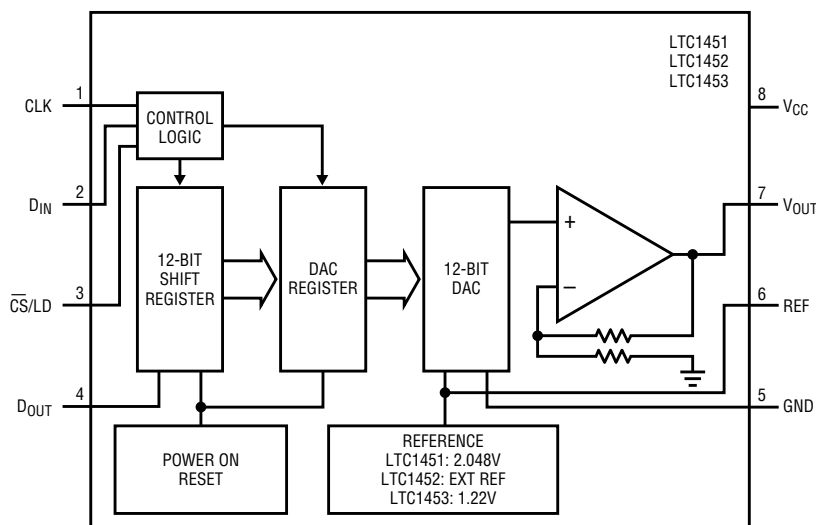 LTC1451
LTC1452
LTC1453
1
CLK
CONTROL
LOGIC
8
VCC
2
DIN
7
VOUT
12-BIT
SHIFT
REGISTER
DAC
REGISTER
12-BIT
DAC
+
–
3
CS/LD
6
REF
4
DOUT
5
GND
POWER ON
RESET
REFERENCE
LTC1451: 2.048V
LTC1452: EXT REF
LTC1453: 1.22V